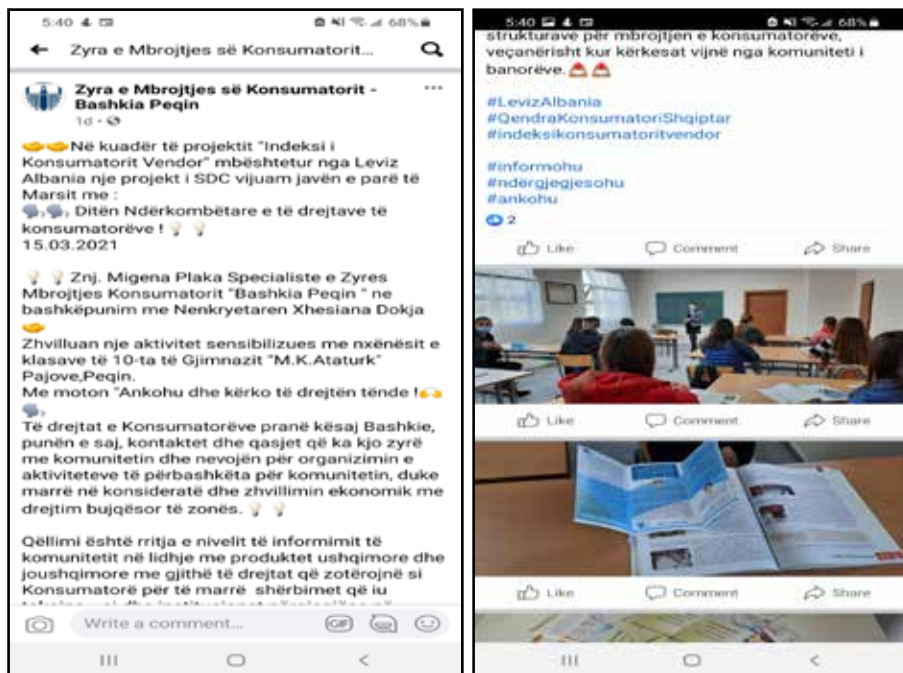 5:40
68%
Zyra e Mbrojtjes së Konsumatorit...
Zyra e Mbrojtjes së Konsumatorit -
Bashkia Peqin
1d
Në kuadër të projektit "Indeksi i
Konsumatorit Vendor" mbështetur nga Leviz
Albania nje projekt i SDC vijuam javën e parë të
Marsit me :
Ditën Ndërkombëtare e të drejtave të
konsumatorëve !
15.03.2021
Znj. Migena Plaka Specialiste e Zyres
Mbrojtjes Konsumatorit "Bashkia Peqin " ne
bashkëpunim me Nenkryetaren Xhesiana Dokja
Zhvilluan nje aktivitet sensibilizues me nxënësit e
klasave të 10-ta të Gjimnazit "M.K.Ataturk"
Pajove,Peqin.
Me moton "Ankohu dhe kërko të drejtën tënde !
Të drejtat e Konsumatorëve pranë kësaj Bashkie,
punën e saj, kontaktet dhe qasjet që ka kjo zyrë
me komunitetin dhe nevojën për organizimin e
aktiviteteve të përbashkëta për komunitetin, duke
marrë në konsideratë dhe zhvillimin ekonomik me
drejtim bujqësor të zonës.
Qëllimi është rritja e nivelit të informimit të
komunitetit në lidhje me produktet ushqimore dhe
joushqimore me gjithë të drejtat që zotërojnë si
Konsumatorë për të marrë shërbimet që iu
Write a comment...
GIF
5:40
68%
strukturave për mbrojtjen e konsumatorëve,
veçanërisht kur kërkesat vijnë nga komuniteti i
banorëve.
#LevizAlbania
#QendraKonsumatoriShqiptar
#indeksikonsumatoritvendor
#informohu
#ndërgjegjesohu
#ankohu
2
Like Comment Share
Like Comment Share
Like Comment Share